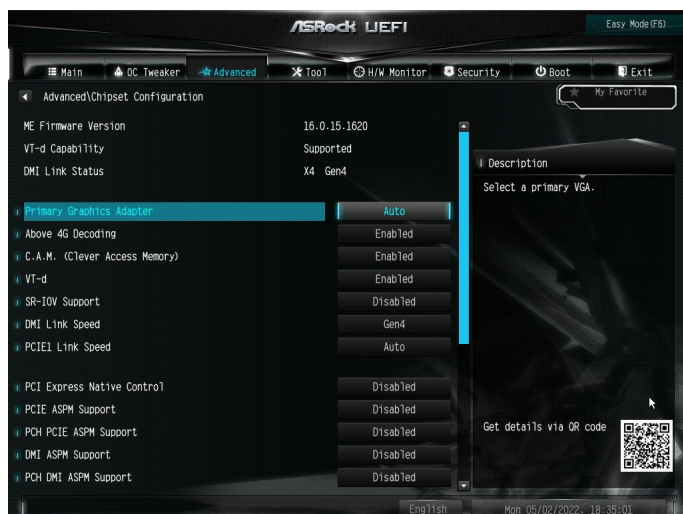 ASRock UEFI
Easy Mode(F6)
Main OC Tweaker Advanced Tool H/W Monitor Security Boot Exit
Advanced\Chipset Configuration
My Favorite
ME Firmware Version 16.0.15.1620
VT-d Capability Supported
DMI Link Status X4 Gen4
Description
Select a primary VGA.
Primary Graphics Adapter Auto
Above 4G Decoding Enabled
C.A.M. (Clever Access Memory) Enabled
VT-d Enabled
SR-IOV Support Disabled
DMI Link Speed Gen4
PCIE1 Link Speed Auto
PCI Express Native Control Disabled
PCIE ASPM Support Disabled
PCH PCIE ASPM Support Disabled
DMI ASPM Support Disabled
PCH DMI ASPM Support Disabled
Get details via QR code
English Mon 05/02/2022. 18:35:01